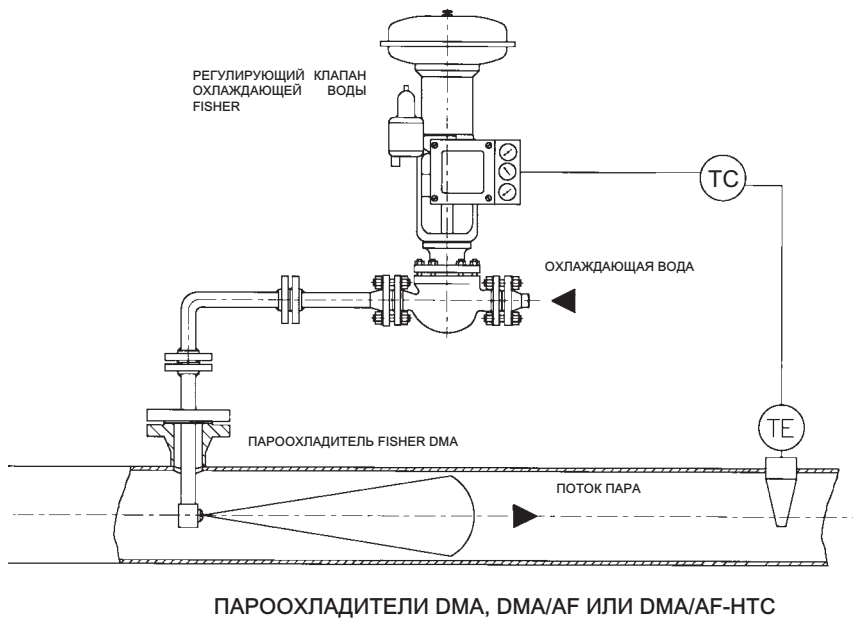 РЕГУЛИРУЮЩИЙ КЛАПАН
ОХЛАЖДАЮЩЕЙ ВОДЫ
FISHER
TC
ОХЛАЖДАЮЩАЯ ВОДА
TE
ПАРООХЛАДИТЕЛЬ FISHER DMA
ПОТОК ПАРА
ПАРООХЛАДИТЕЛИ DMA, DMA/AF ИЛИ DMA/AF-HTC